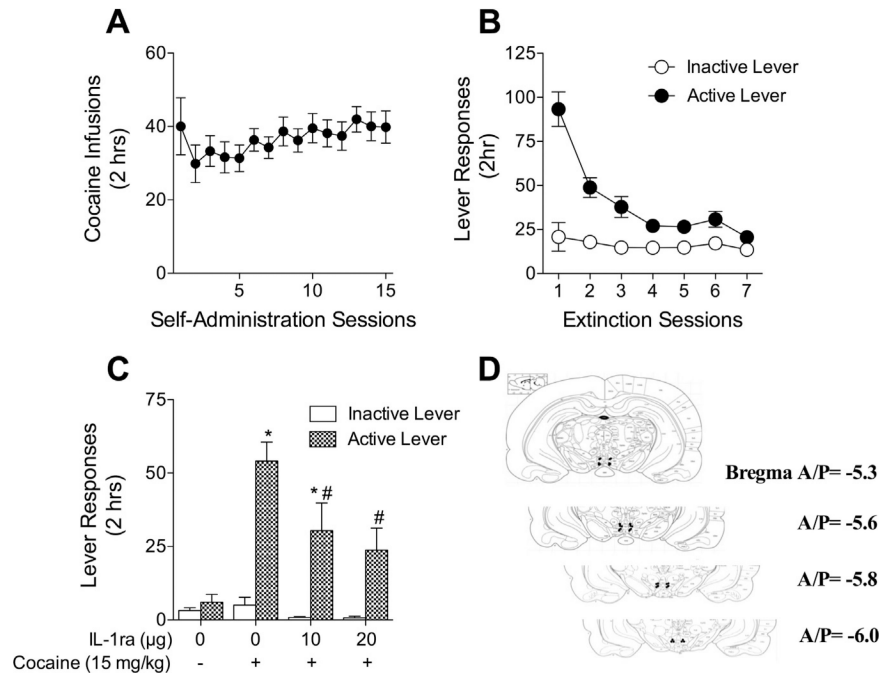 A
60
40
20
0
Cocaine Infusions
(2 hrs)
5
10
15
Self-Administration Sessions
B
125
100
75
50
25
0
Lever Responses
(2hr)
Inactive Lever
Active Lever
1 2 3 4 5 6 7
Extinction Sessions
C
75
50
25
0
Lever Responses
(2 hrs)
Inactive Lever
Active Lever
*
* #
#
IL-1ra (µg) 0 0 10 20
Cocaine (15 mg/kg) - + + +
D
Bregma A/P= -5.3
A/P= -5.6
A/P= -5.8
A/P= -6.0